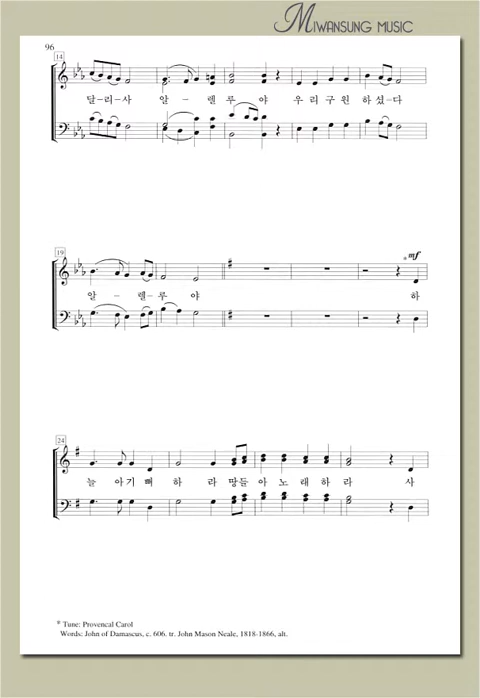 MIWANSUNG MUSIC
96
14
달-리-사 알 - 렐 루 야 우 리 구 원 하 셨-다
19
mf
알 - 렐-루 야 하
24
늘 아기 뻐 하 라 땅들 아 노 래 하 라 사
* Tune: Provencal Carol
Words: John of Damascus, c. 606. tr. John Mason Neale, 1818-1866, alt.